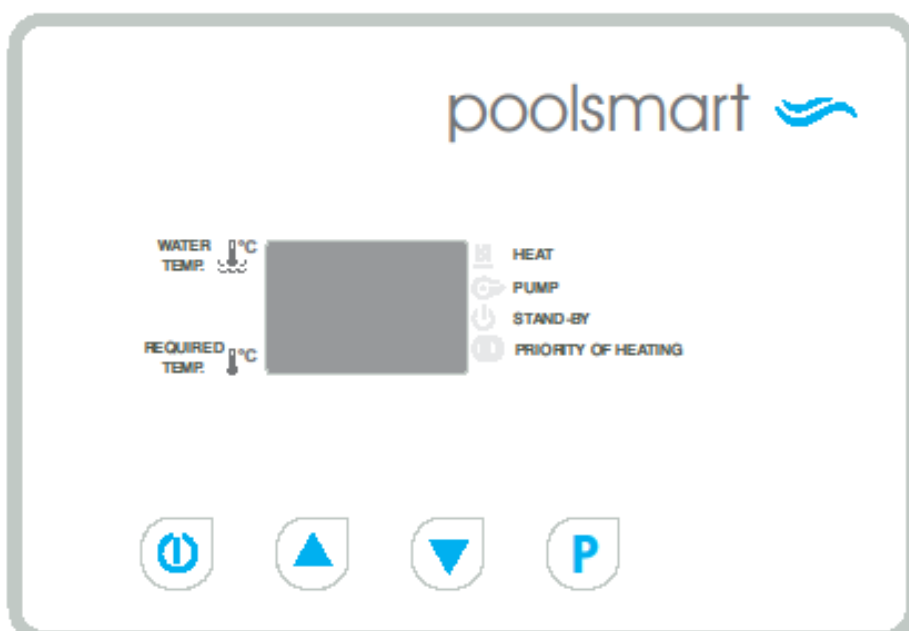 poolsmart
WATER
TEMP.
°C
HEAT
PUMP
STAND-BY
PRIORITY OF HEATING
REQUIRED
TEMP.
°C
P